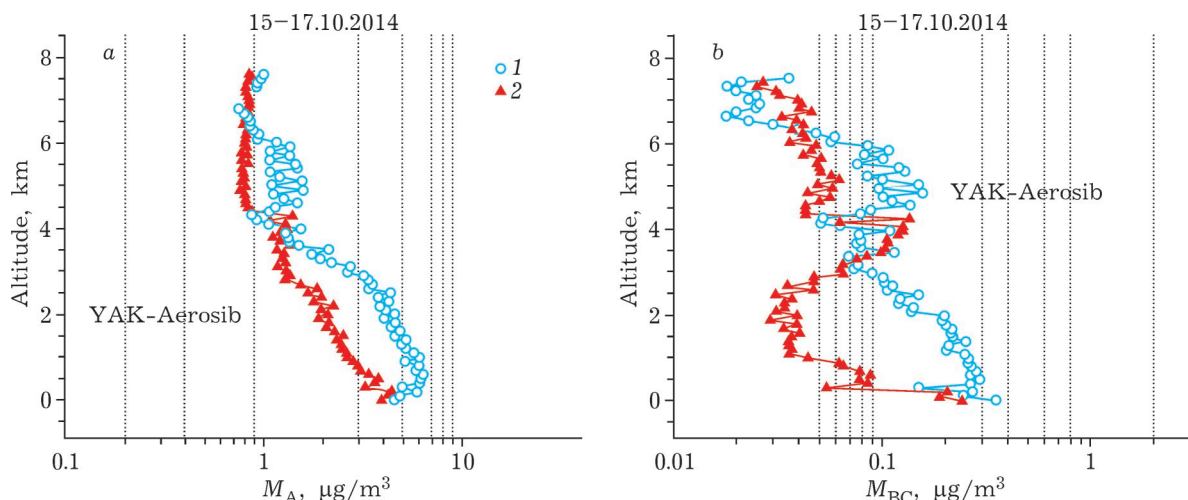 15–17.10.2014
a
8
6
4
2
0
Altitude, km
1
2
YAK-Aerosib
0.1
1
10
M_A, µg/m³
15–17.10.2014
b
8
6
4
2
0
Altitude, km
YAK-Aerosib
0.01
0.1
1
M_BC, µg/m³